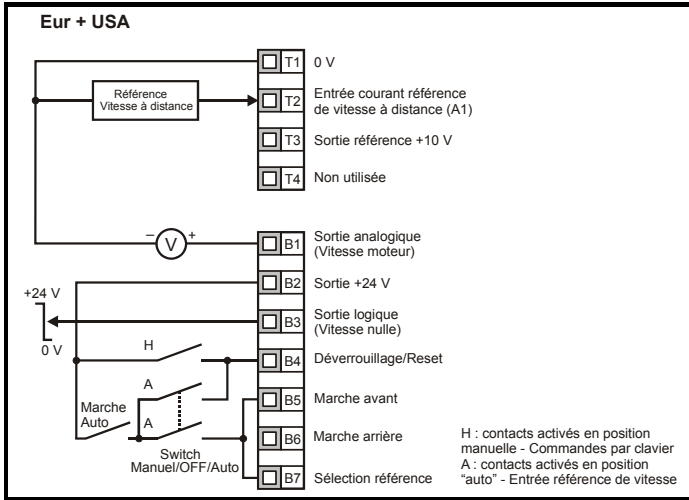 Eur + USA
T1 0 V
Référence
Vitesse à distance
T2 Entrée courant référence
de vitesse à distance (A1)
T3 Sortie référence +10 V
T4 Non utilisée
– V +
B1 Sortie analogique
(Vitesse moteur)
B2 Sortie +24 V
+24 V
0 V
B3 Sortie logique
(Vitesse nulle)
H
B4 Déverrouillage/Reset
A
Marche
Auto
A
B5 Marche avant
B6 Marche arrière
Switch
Manuel/OFF/Auto
B7 Sélection référence
H : contacts activés en position
manuelle - Commandes par clavier
A : contacts activés en position
“auto” - Entrée référence de vitesse